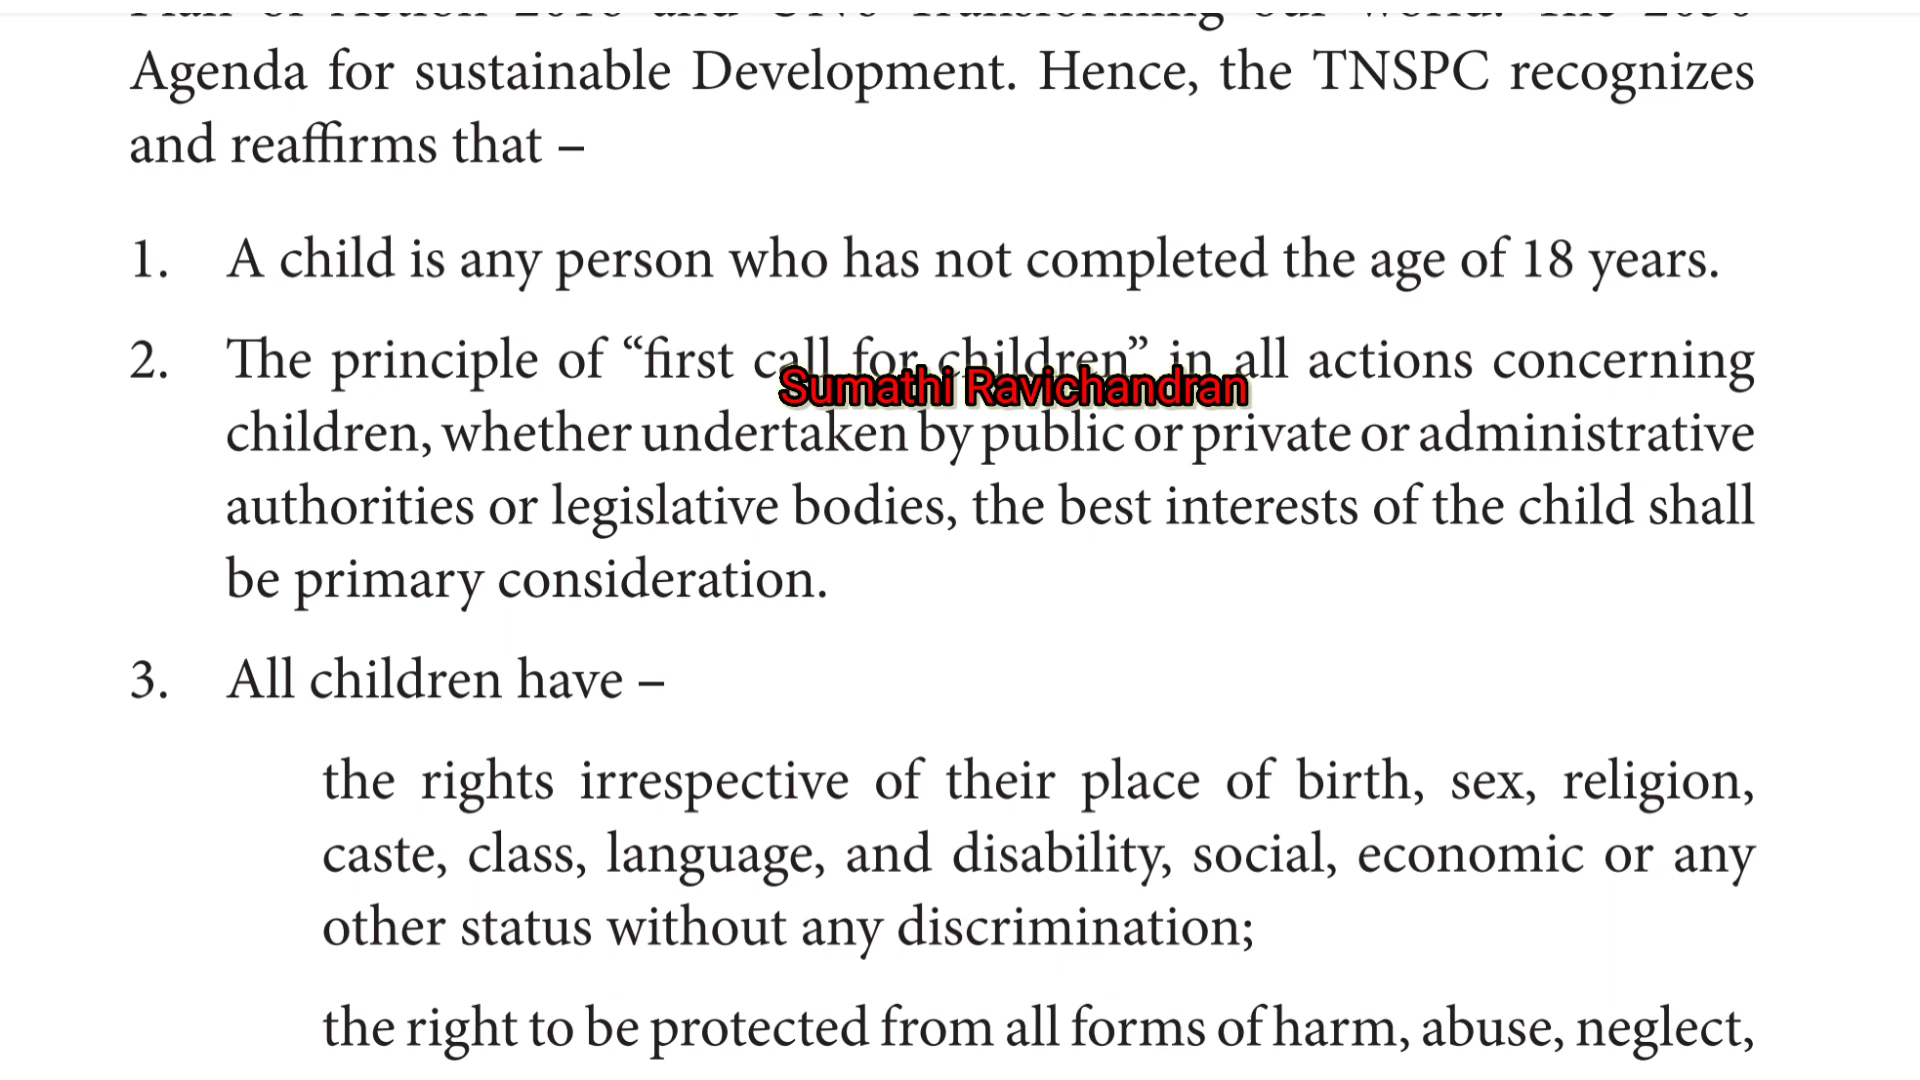 Agenda for sustainable Development. Hence, the TNSPC recognizes
and reaffirms that –
1. A child is any person who has not completed the age of 18 years.
2. The principle of “first call for children” in all actions concerning
Sumathi Ravichandran
children, whether undertaken by public or private or administrative
authorities or legislative bodies, the best interests of the child shall
be primary consideration.
3. All children have –
the rights irrespective of their place of birth, sex, religion,
caste, class, language, and disability, social, economic or any
other status without any discrimination;
the right to be protected from all forms of harm, abuse, neglect,